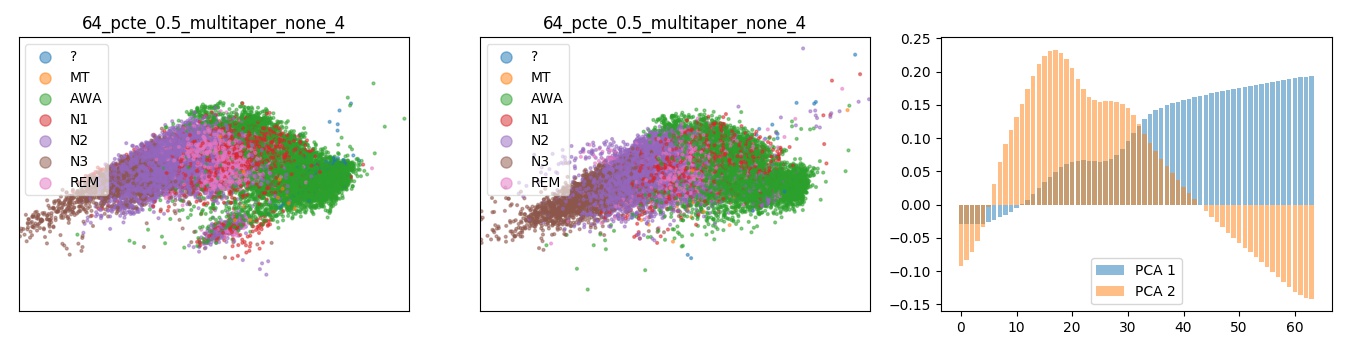 64_pcte_0.5_multitaper_none_4
?
MT
AWA
N1
N2
N3
REM
64_pcte_0.5_multitaper_none_4
?
MT
AWA
N1
N2
N3
REM
0.25
0.20
0.15
0.10
0.05
0.00
−0.05
−0.10
−0.15
PCA 1
PCA 2
0 10 20 30 40 50 60